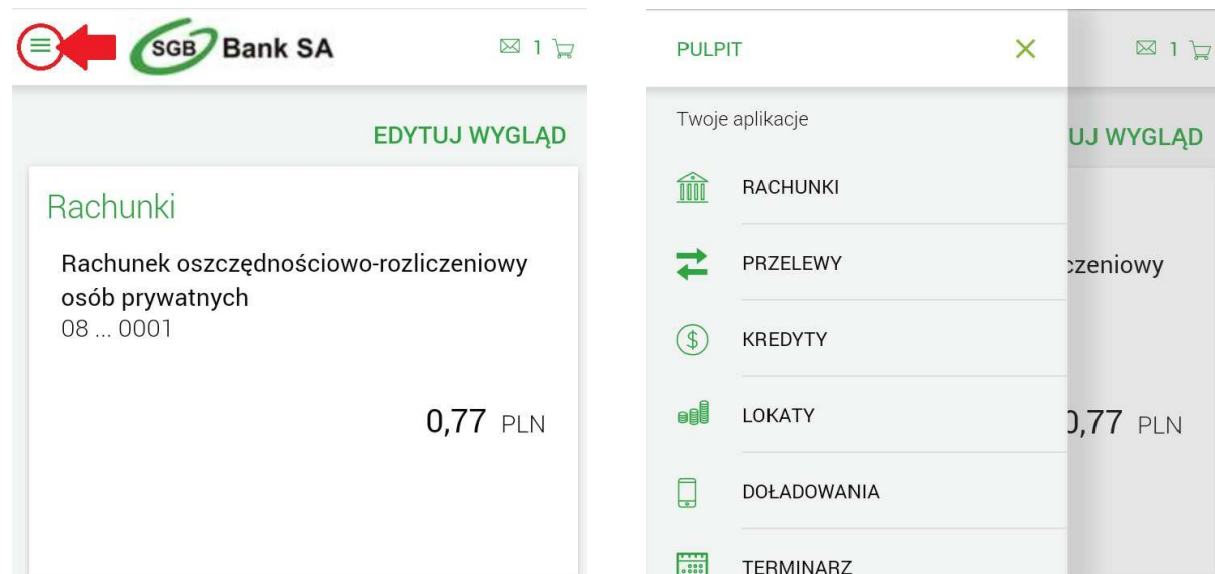 SGB Bank SA
1
EDYTUJ WYGLĄD
Rachunki
Rachunek oszczędnościowo-rozliczeniowy
osób prywatnych
08 ... 0001
0,77 PLN
PULPIT
1
Twoje aplikacje
UJ WYGLĄD
RACHUNKI
PRZELEWY
czeniowy
KREDYTY
LOKATY
0,77 PLN
DOŁADOWANIA
TERMINARZ